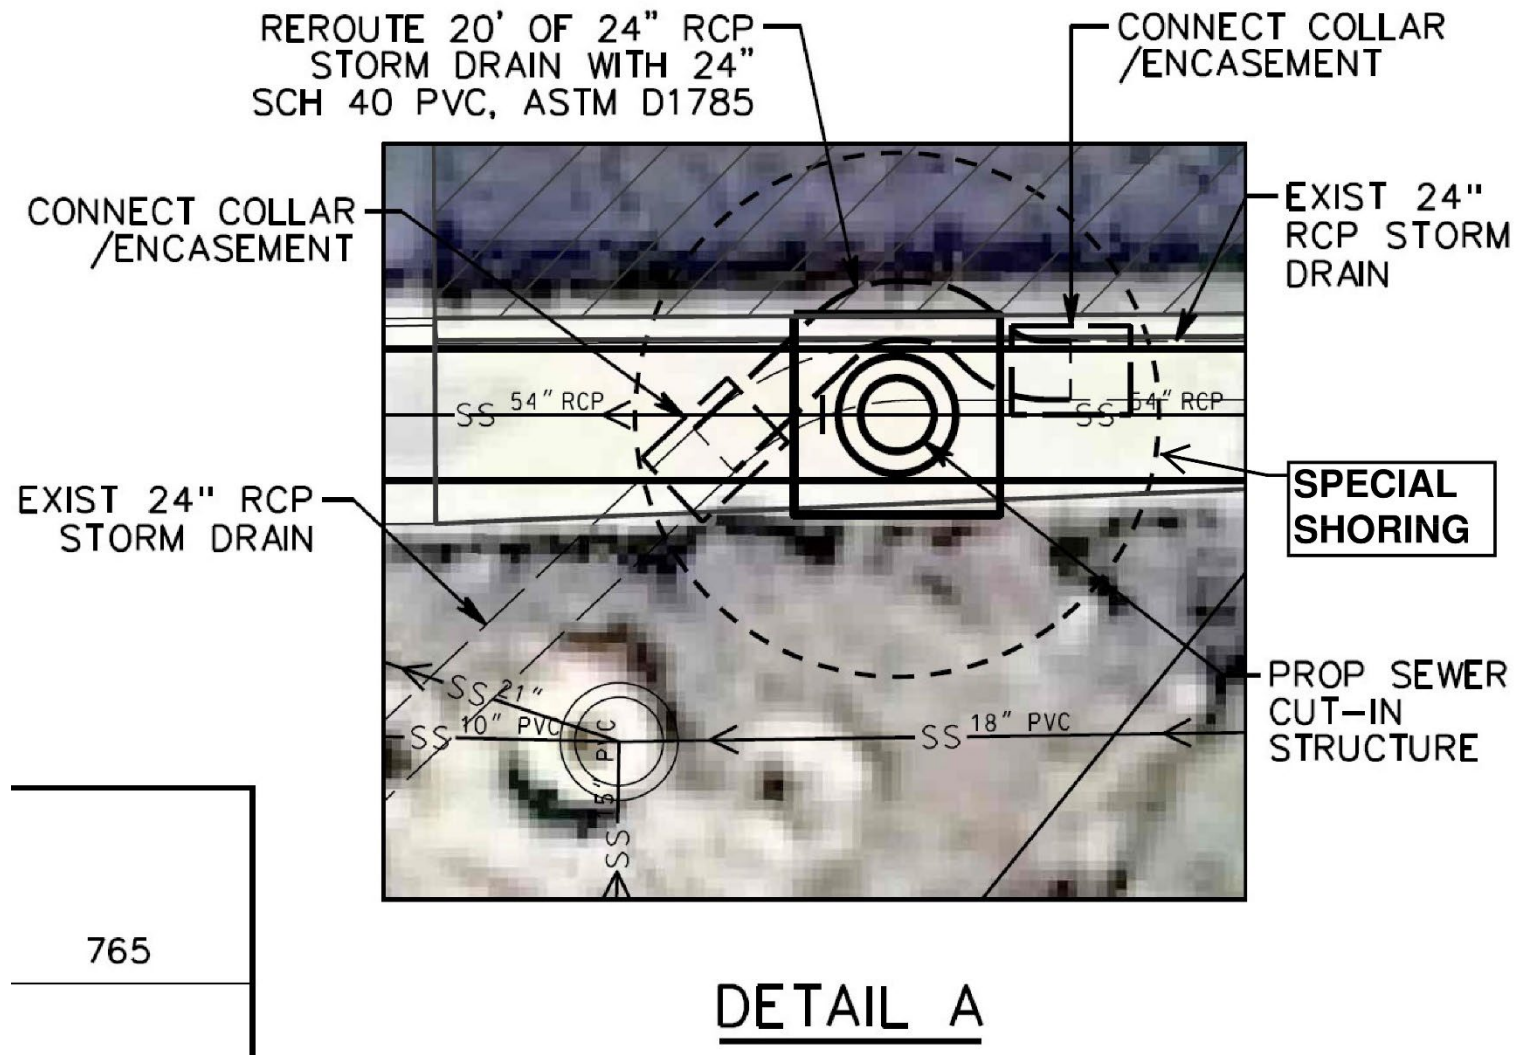 REROUTE 20' OF 24" RCP
STORM DRAIN WITH 24"
SCH 40 PVC, ASTM D1785
CONNECT COLLAR
/ENCASEMENT
CONNECT COLLAR
/ENCASEMENT
EXIST 24"
RCP STORM
DRAIN
SS 54" RCP
SS 54" RCP
EXIST 24" RCP
STORM DRAIN
SPECIAL
SHORING
PROP SEWER
CUT-IN
STRUCTURE
SS 21"
SS 10" PVC
SS 18" PVC
SS 5" PVC
765
DETAIL A